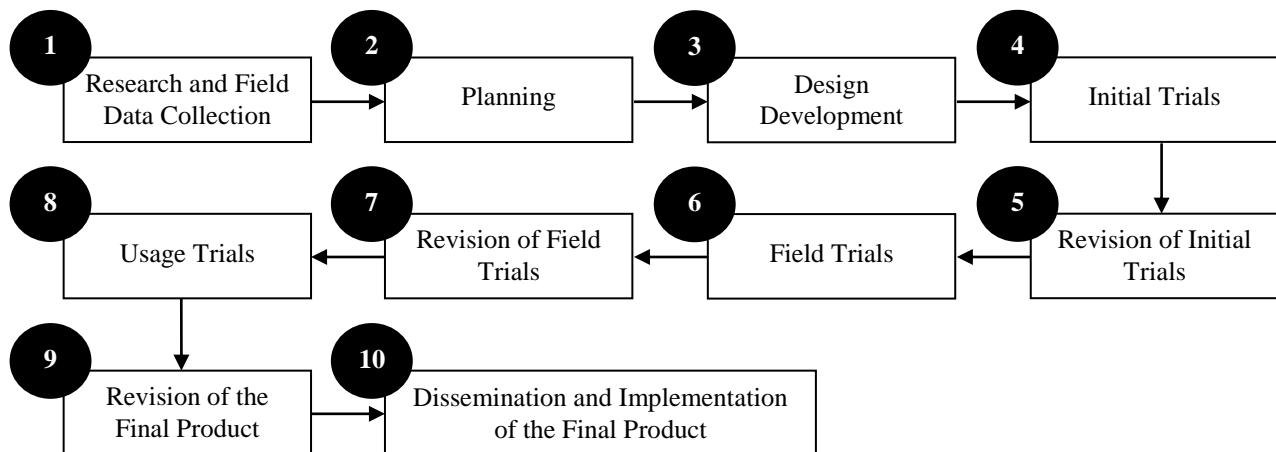 1
Research and Field
Data Collection
2
Planning
3
Design
Development
4
Initial Trials
5
Revision of Initial
Trials
6
Field Trials
7
Revision of Field
Trials
8
Usage Trials
9
Revision of the
Final Product
10
Dissemination and Implementation
of the Final Product